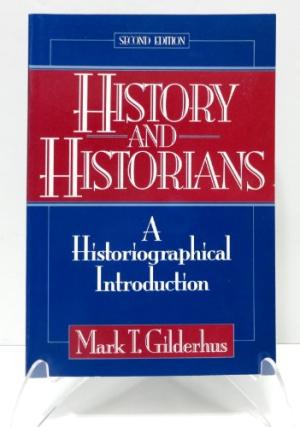 SECOND EDITION
HISTORY
AND
HISTORIANS
A
Historiographical
Introduction
Mark T. Gilderhus